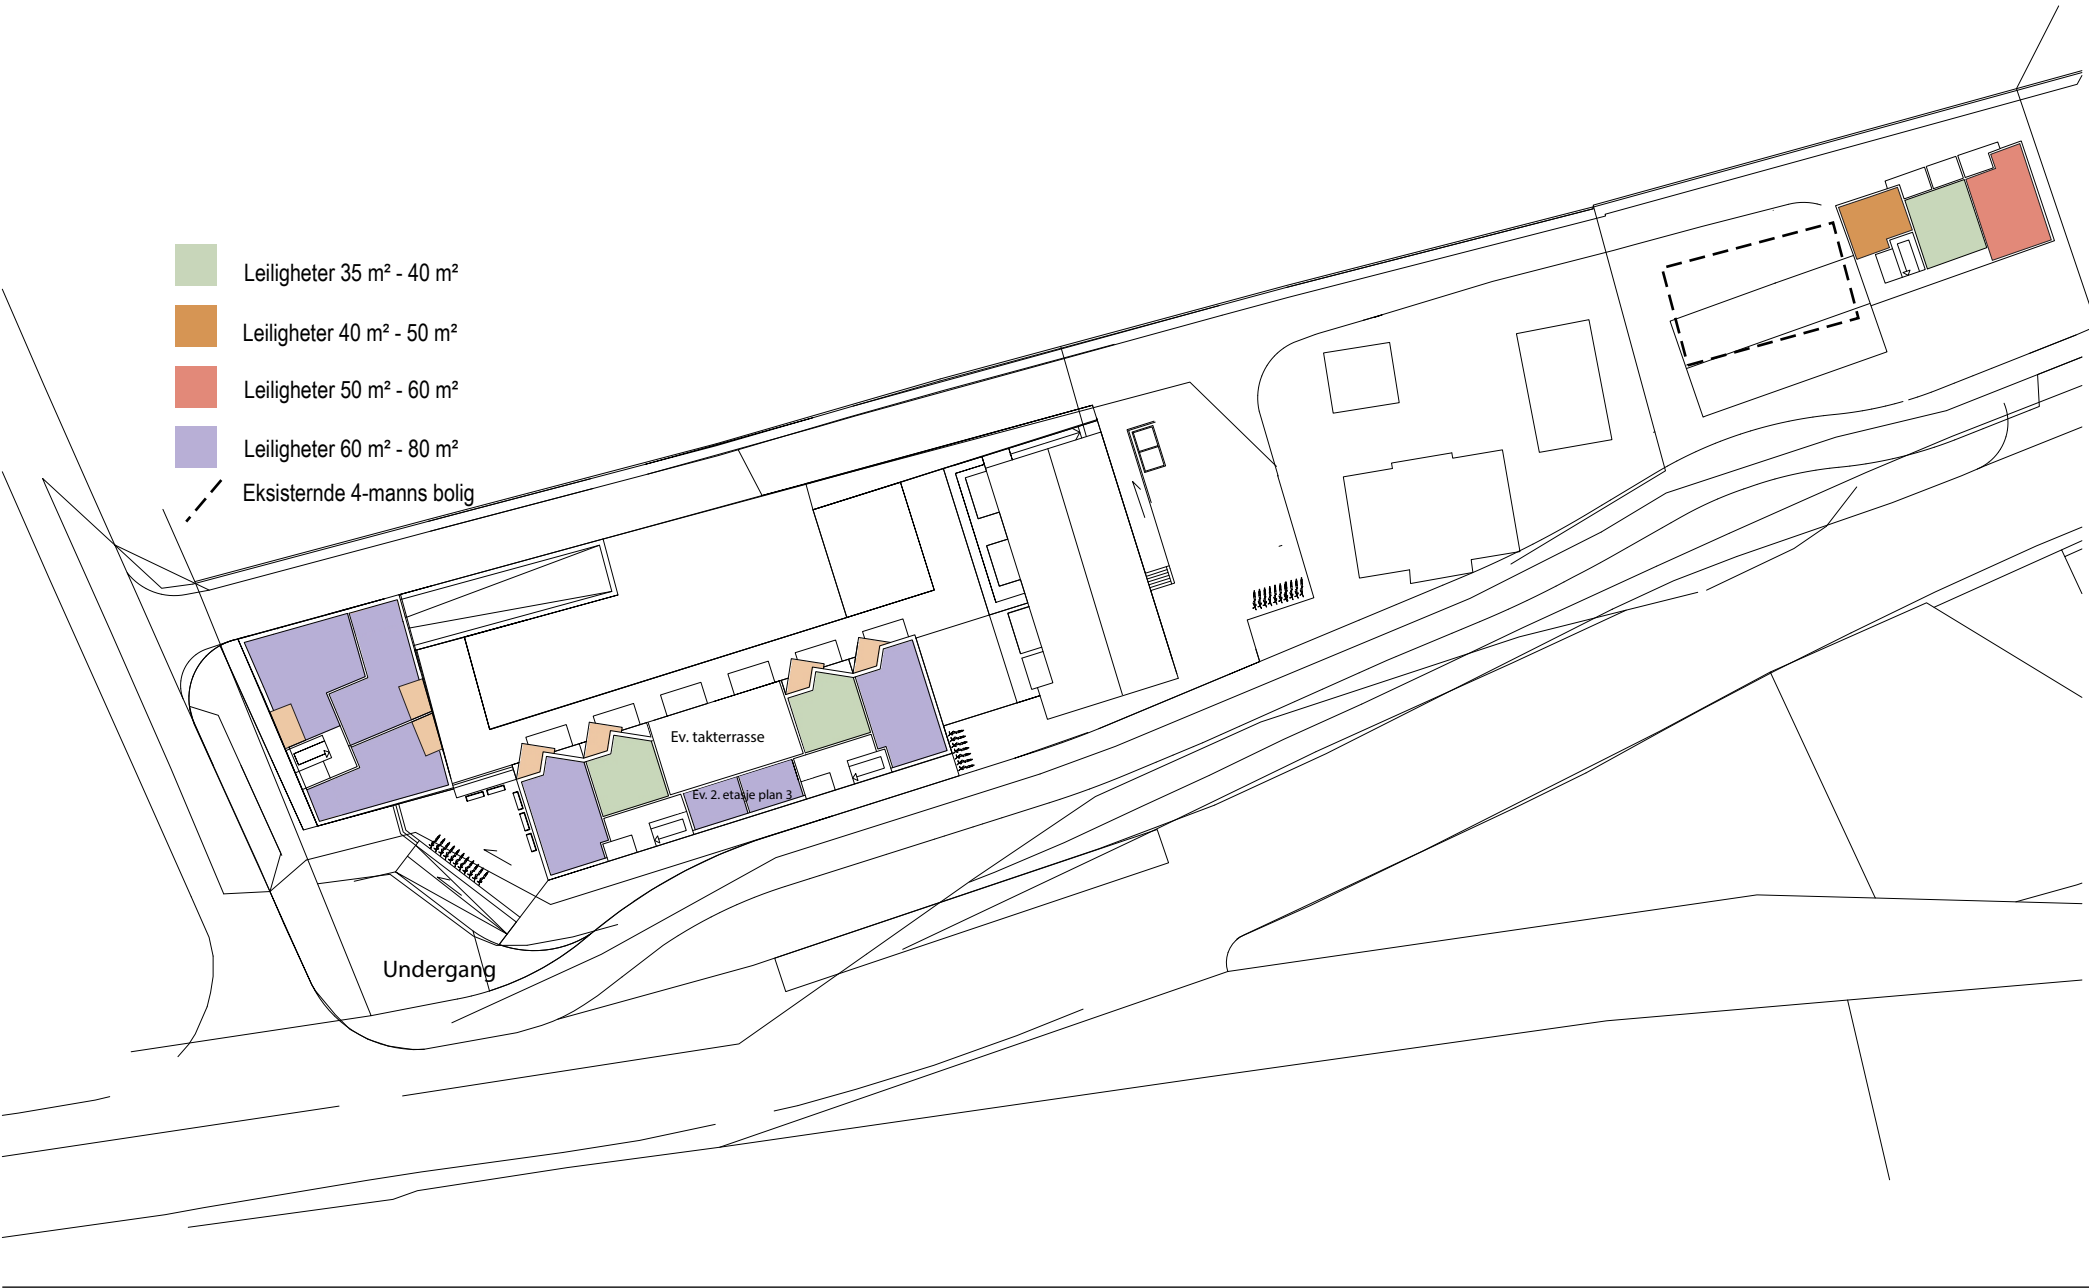 Leiligheter 35 m² - 40 m²
Leiligheter 40 m² - 50 m²
Leiligheter 50 m² - 60 m²
Leiligheter 60 m² - 80 m²
Eksisternde 4-manns bolig
Ev. takterrasse
Ev. 2. etasje plan 3
Undergang